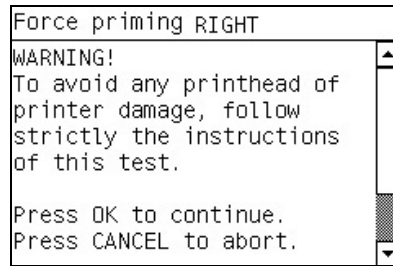 Force priming RIGHT
WARNING!
To avoid any printhead of
printer damage, follow
strictly the instructions
of this test.
Press OK to continue.
Press CANCEL to abort.